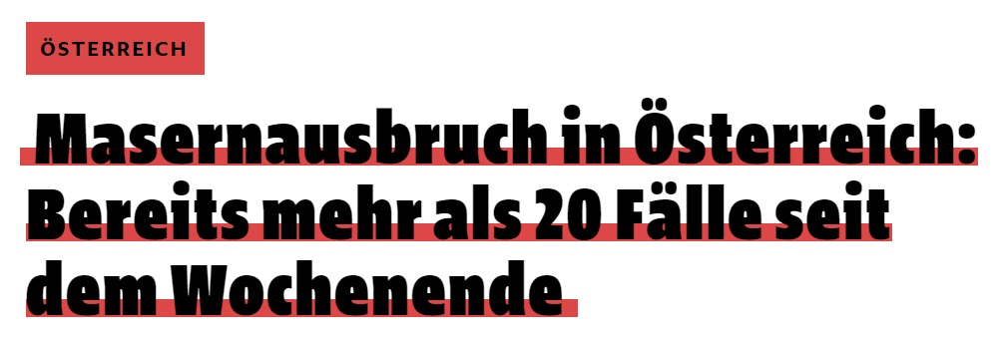 ÖSTERREICH
Masernausbruch in Österreich:
Bereits mehr als 20 Fälle seit
dem Wochenende